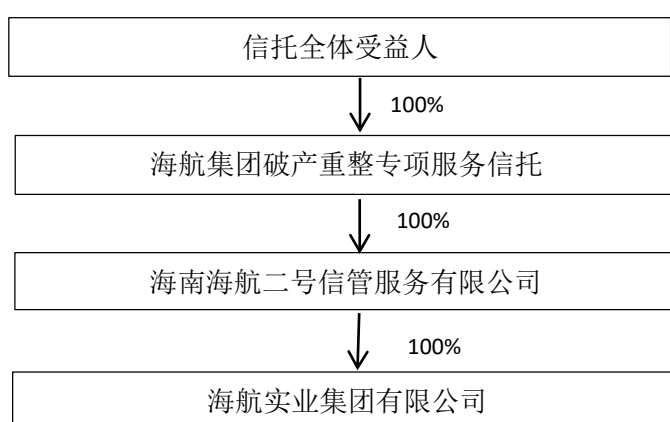 信托全体受益人
100%
海航集团破产重整专项服务信托
100%
海南海航二号信管服务有限公司
100%
海航实业集团有限公司